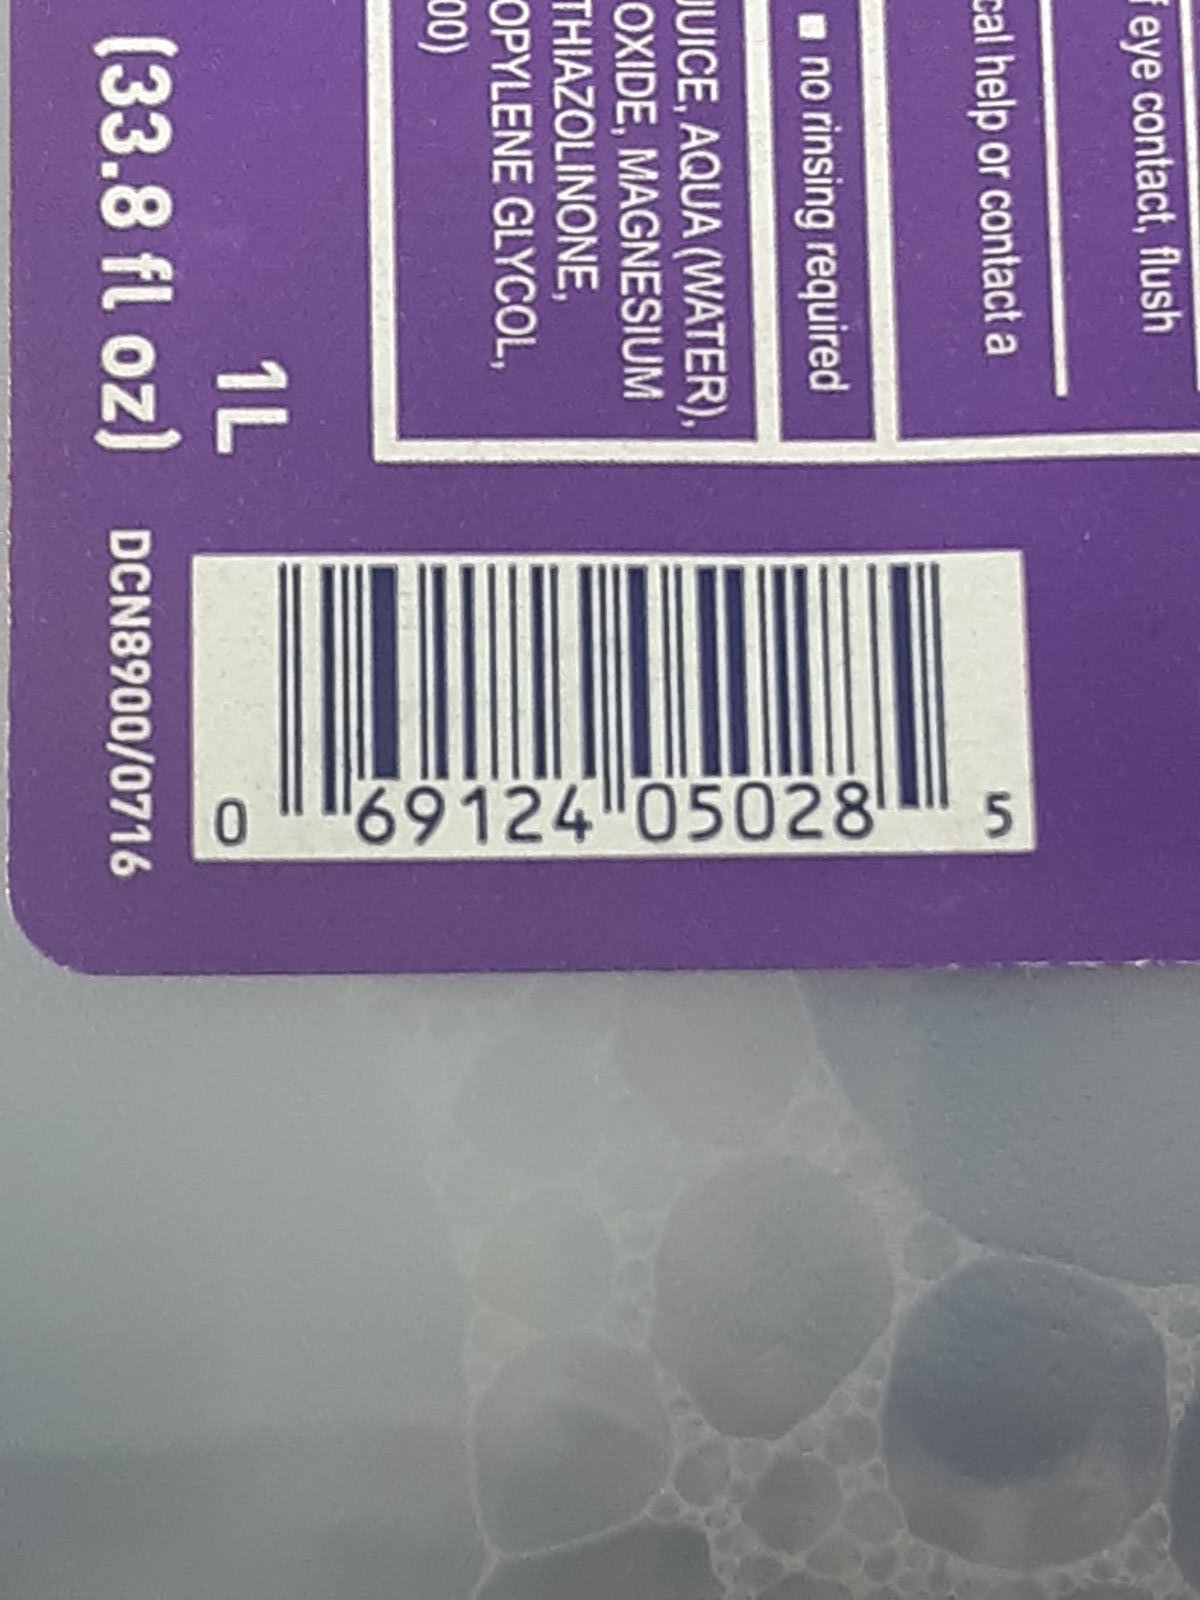 f eye contact, flush
cal help or contact a
■ no rinsing required
JUICE, AQUA (WATER),
OXIDE, MAGNESIUM
THIAZOLINONE,
OPYLENE GLYCOL,
00)
1L
(33.8 fl oz)
DCN8900/0716
0 69124 05028 5